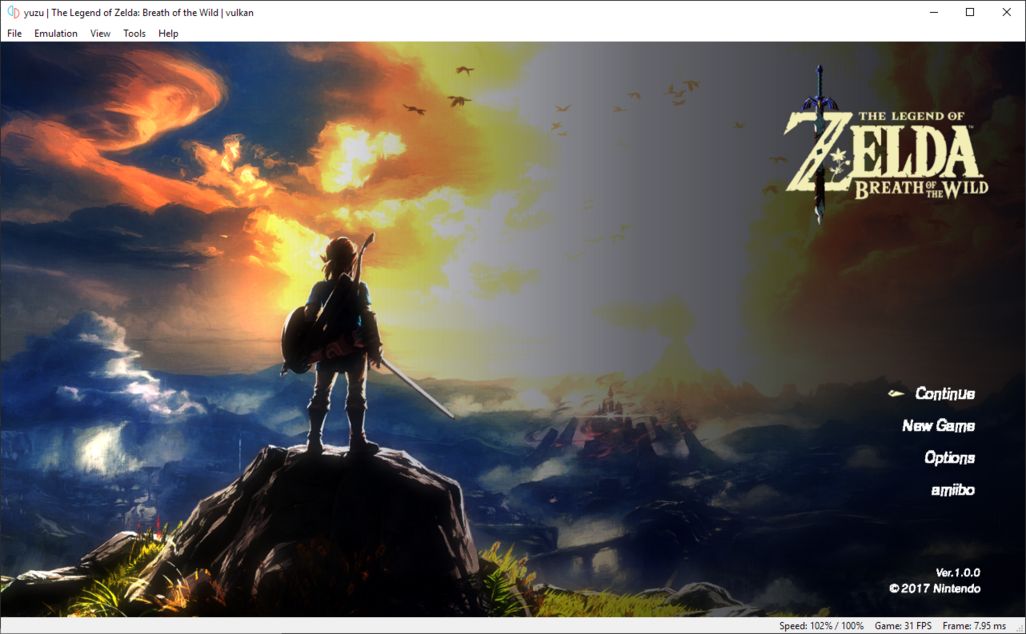 yuzu | The Legend of Zelda: Breath of the Wild | vulkan
File Emulation View Tools Help
THE LEGEND OF
ZELDA
BREATH OF THE WILD
Continue
New Game
Options
amiibo
Ver.1.0.0
© 2017 Nintendo
Speed: 102% / 100% Game: 31 FPS Frame: 7.95 ms